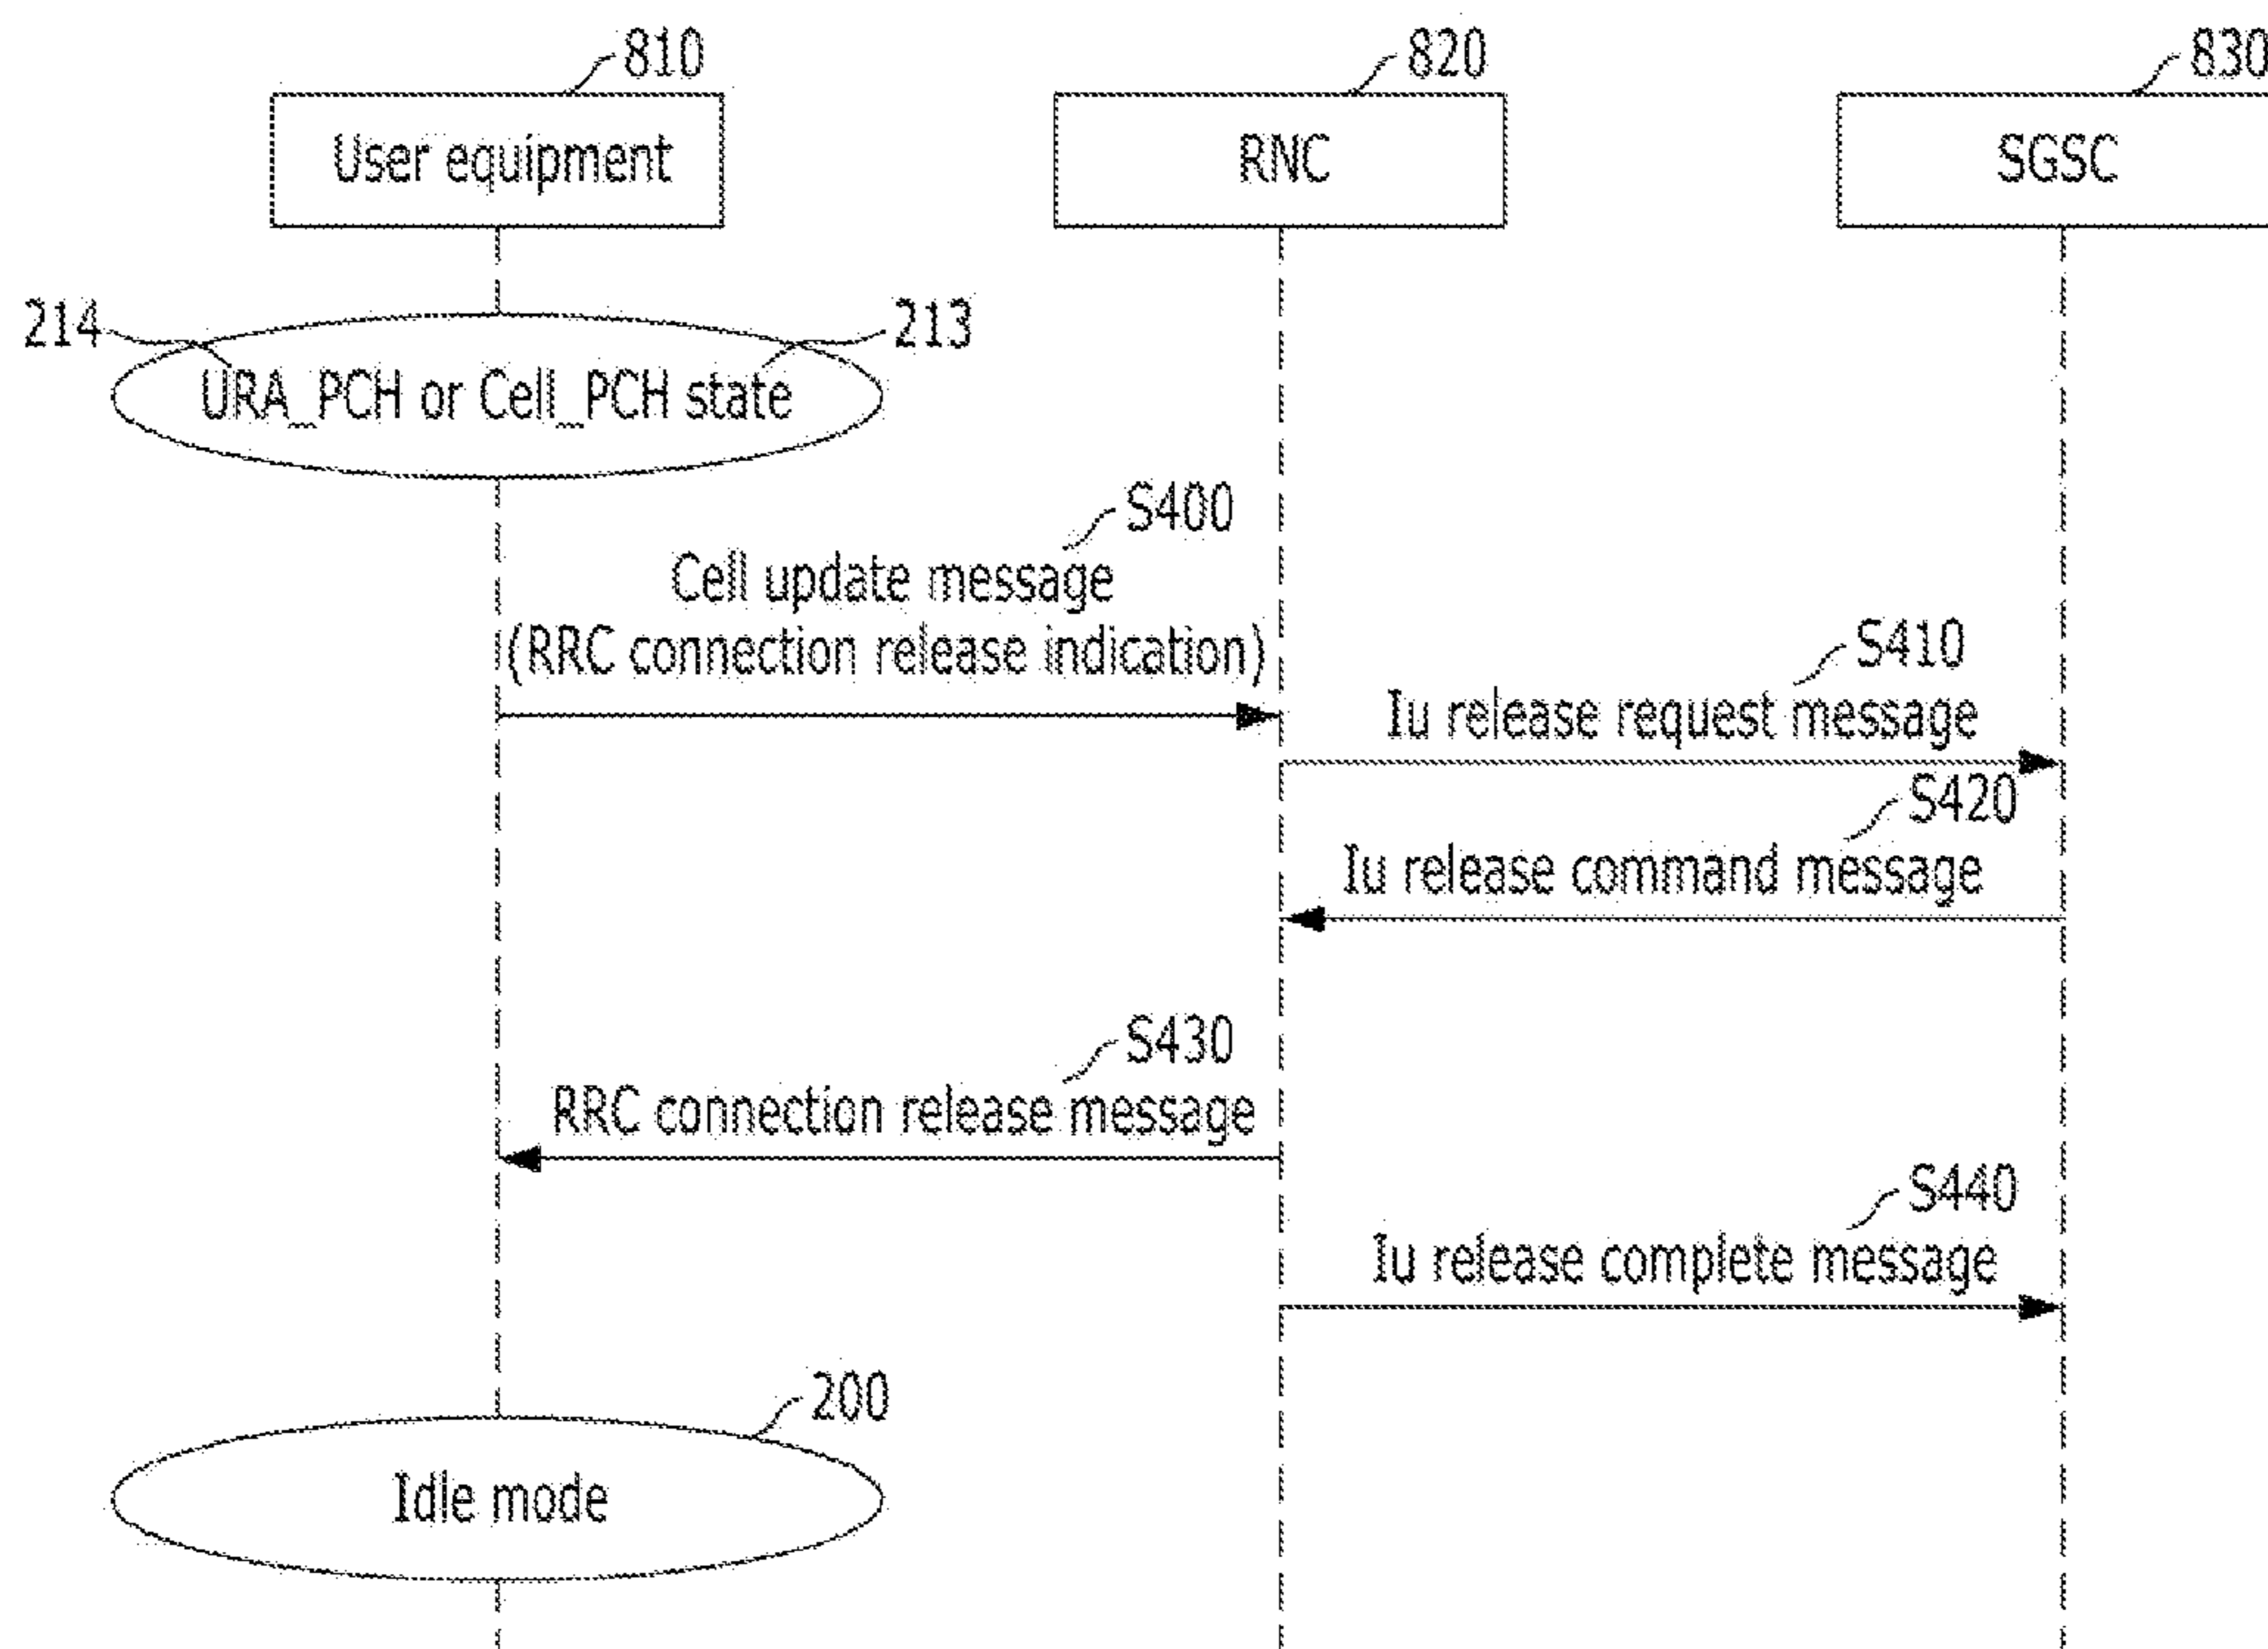 810
820
830
User equipment
RNC
SGSC
214
213
URA_PCH or Cell_PCH state
S400
Cell update message
(RRC connection release indication)
S410
Iu release request message
S420
Iu release command message
S430
RRC connection release message
S440
Iu release complete message
200
Idle mode